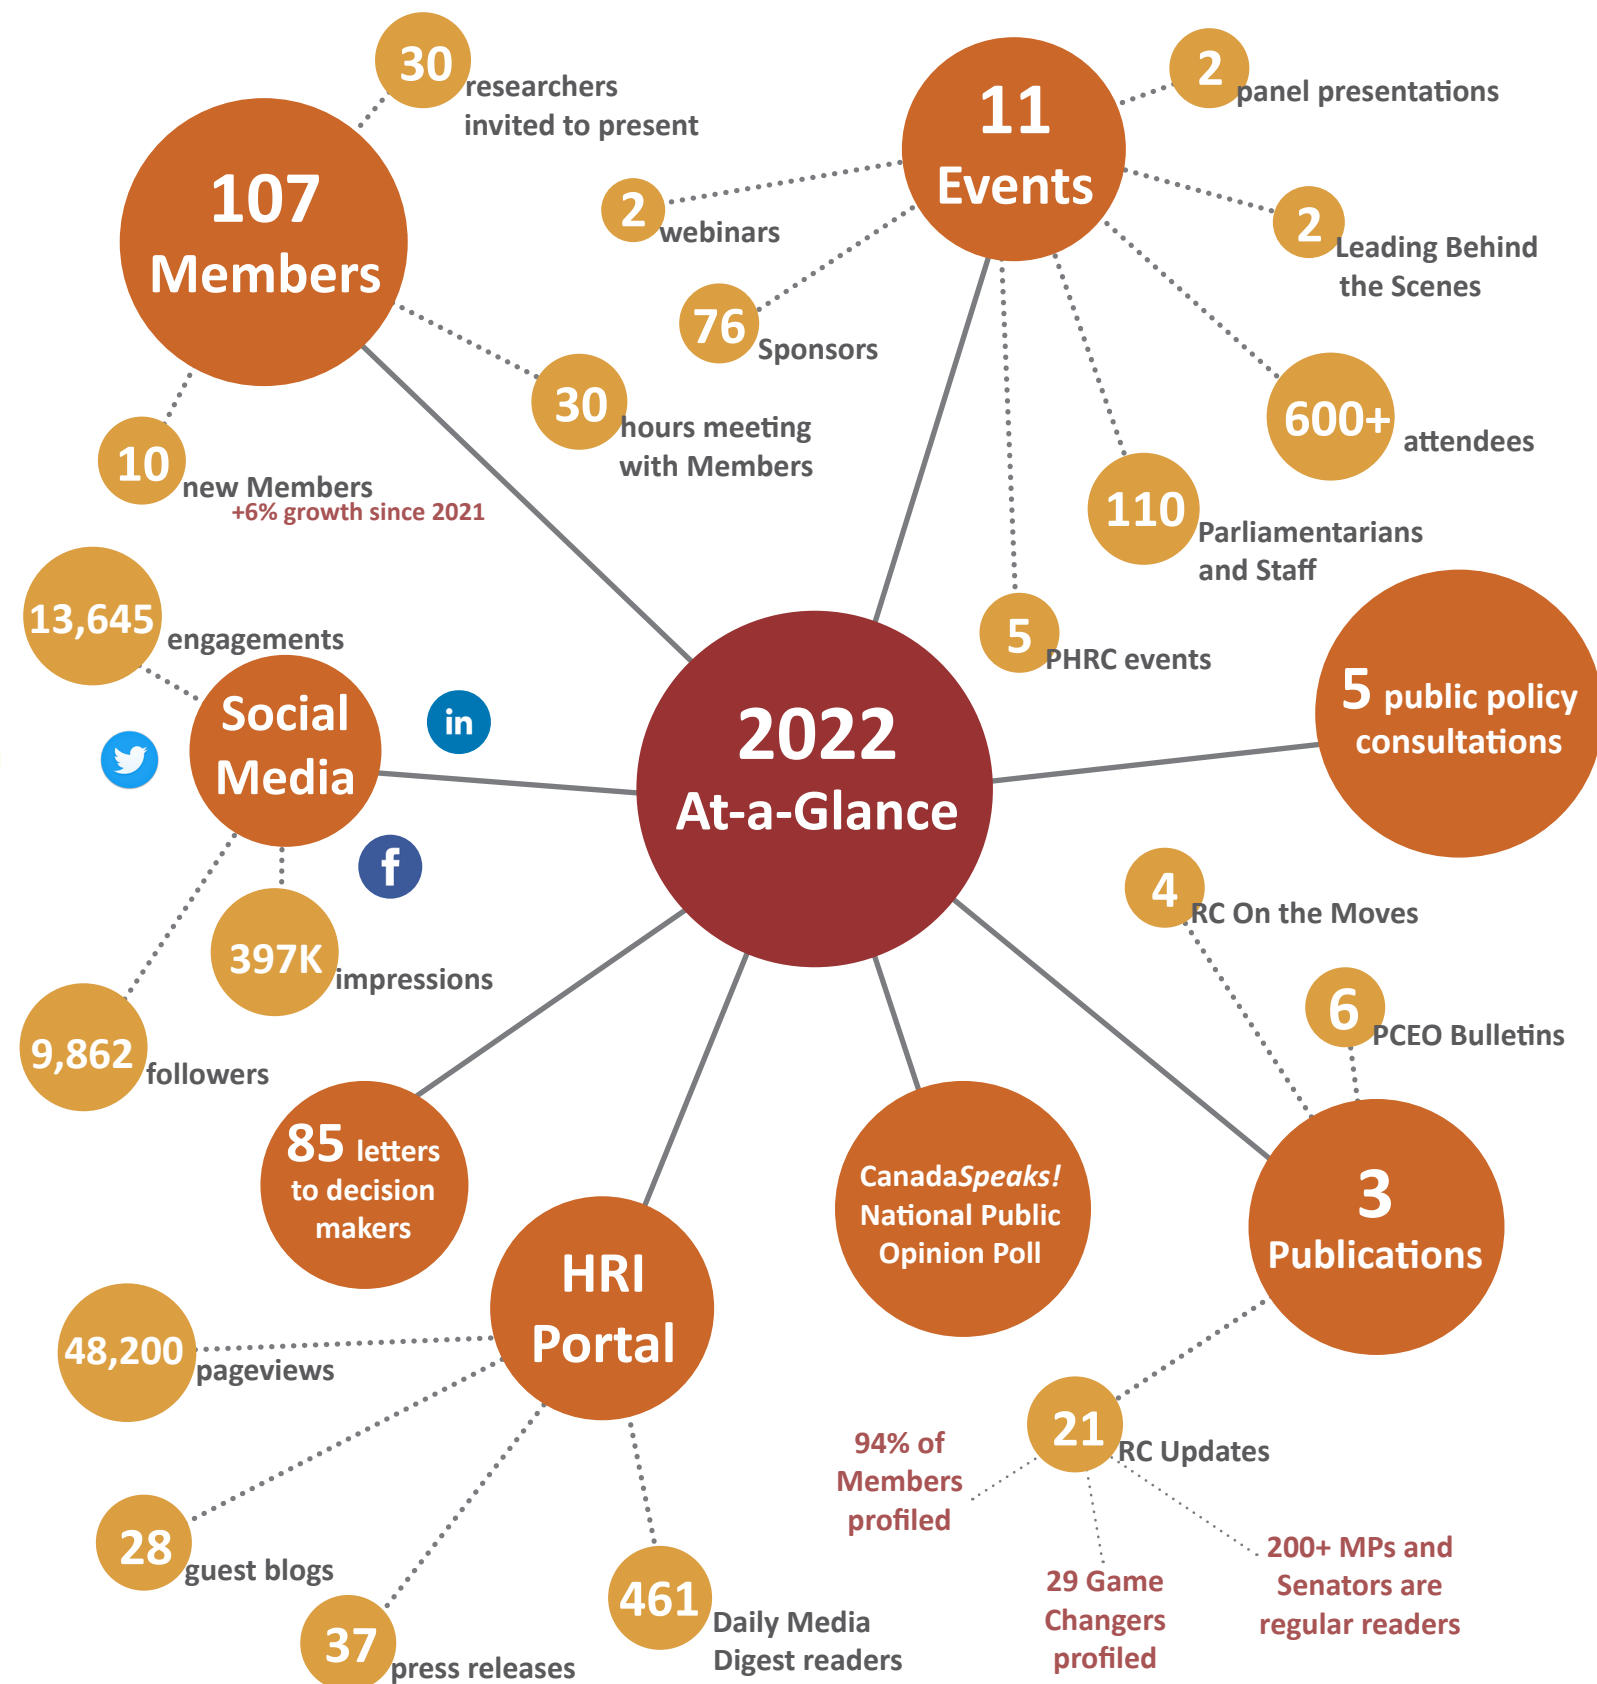 30
researchers
invited to present
107
Members
10
new Members
+6% growth since 2021
30
hours meeting
with Members
11
Events
2
panel presentations
2
webinars
2
Leading Behind
the Scenes
76
Sponsors
600+
attendees
110
Parliamentarians
and Staff
5
PHRC events
13,645
engagements
Social
Media
in
f
397K
impressions
9,862
followers
2022
At-a-Glance
5 public policy
consultations
4
RC On the Moves
6
PCEO Bulletins
3
Publications
21
RC Updates
94% of
Members
profiled
29 Game
Changers
profiled
200+ MPs and
Senators are
regular readers
85 letters
to decision
makers
CanadaSpeaks!
National Public
Opinion Poll
HRI
Portal
48,200
pageviews
28
guest blogs
37
press releases
461
Daily Media
Digest readers